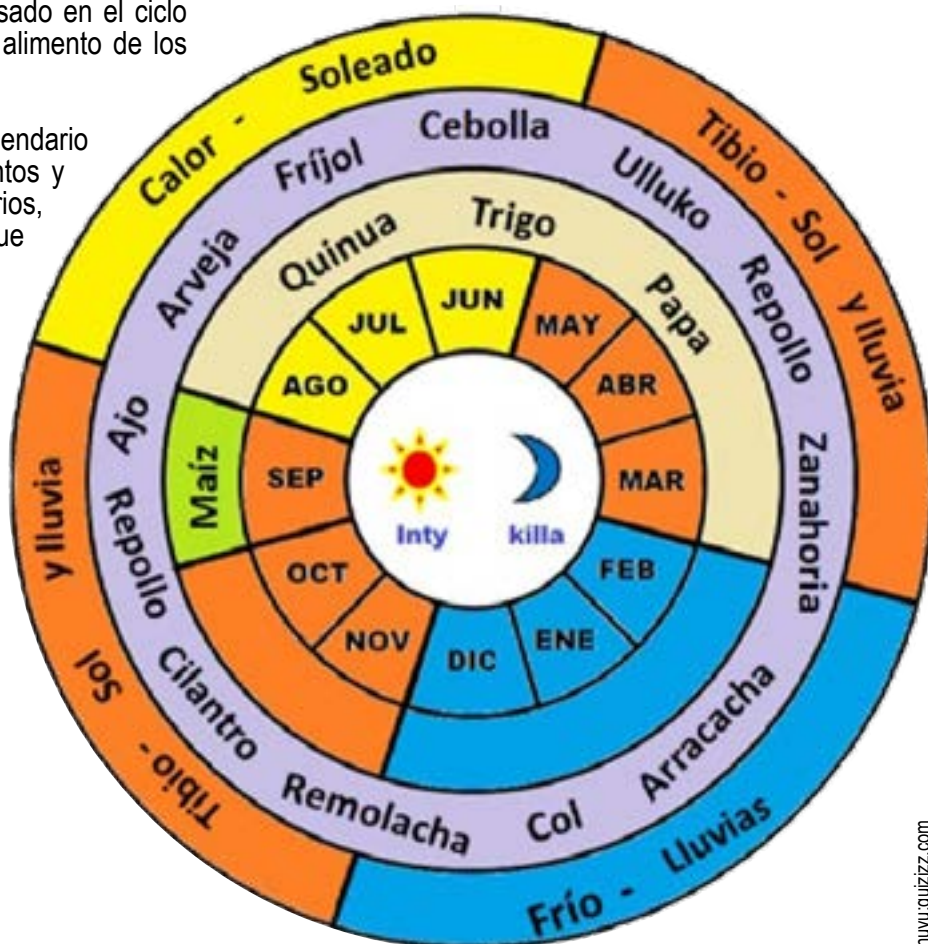 sado en el ciclo
alimento de los
endario
ntos y
rios,
ue
Calor - Soleado
Tibio - Sol y lluvia
Frío - Lluvias
Tibio - Sol y lluvia
Cebolla
Ulluko
Repollo
Zanahoria
Arracacha
Col
Remolacha
Cilantro
Repollo
Ajo
Arveja
Fríjol
Trigo
Papa
Maíz
Quinua
JUN
MAY
ABR
MAR
FEB
ENE
DIC
NOV
OCT
SEP
AGO
JUL
Inty
killa